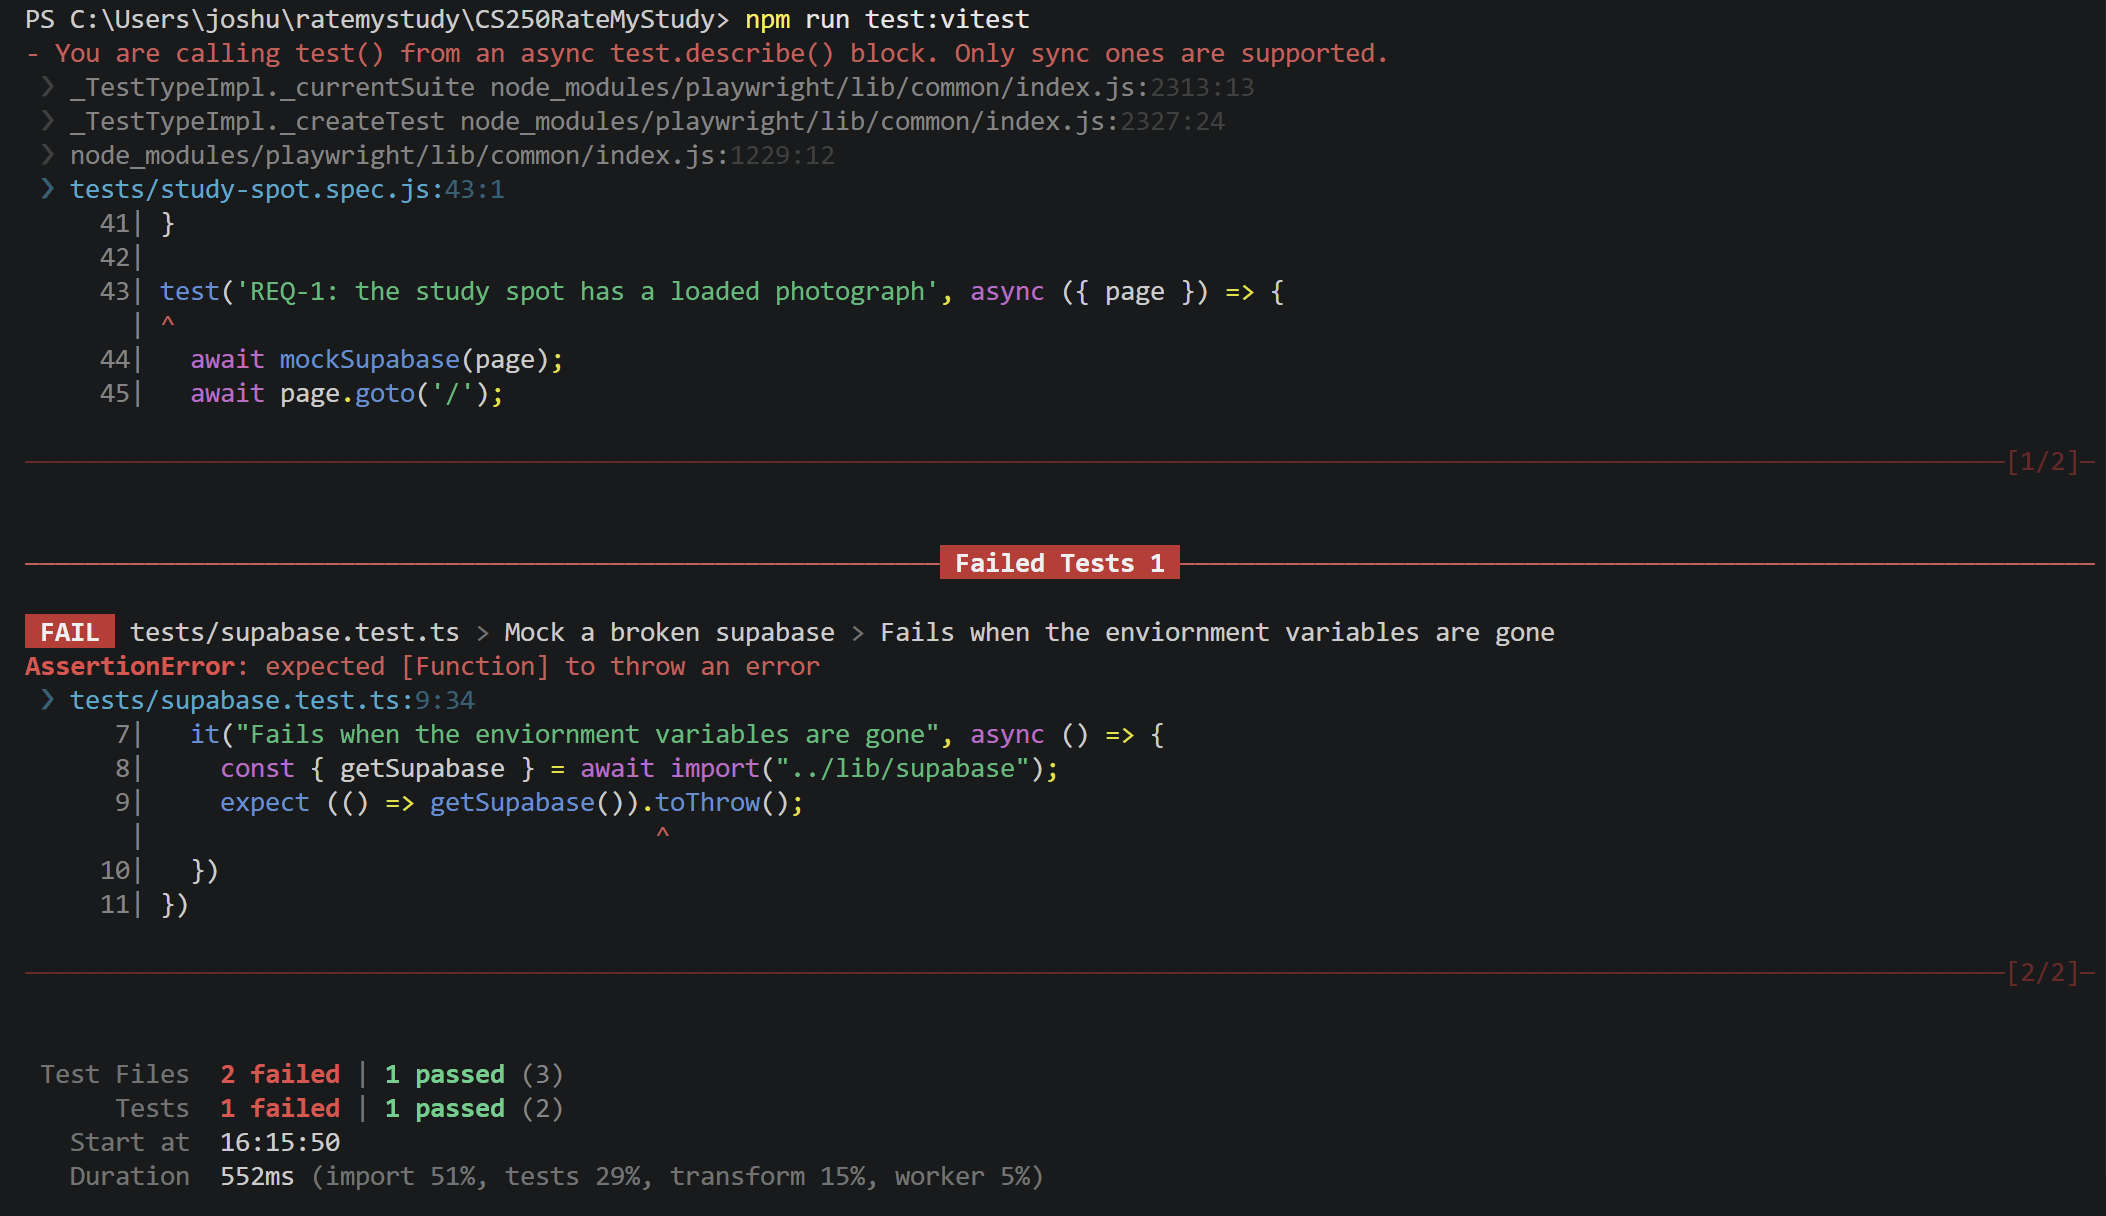 PS C:\Users\joshu\ratemystudy\CS250RateMyStudy> npm run test:vitest
- You are calling test() from an async test.describe() block. Only sync ones are supported.
❯ _TestTypeImpl._currentSuite node_modules/playwright/lib/common/index.js:2313:13
❯ _TestTypeImpl._createTest node_modules/playwright/lib/common/index.js:2327:24
❯ node_modules/playwright/lib/common/index.js:1229:12
❯ tests/study-spot.spec.js:43:1
41| }
42|
43| test('REQ-1: the study spot has a loaded photograph', async ({ page }) => {
| ^
44|   await mockSupabase(page);
45|   await page.goto('/');
[1/2]
Failed Tests 1
FAIL tests/supabase.test.ts > Mock a broken supabase > Fails when the enviornment variables are gone
AssertionError: expected [Function] to throw an error
❯ tests/supabase.test.ts:9:34
7|   it("Fails when the enviornment variables are gone", async () => {
8|     const { getSupabase } = await import("../lib/supabase");
9|     expect (() => getSupabase()).toThrow();
|                                  ^
10|   })
11| })
[2/2]
Test Files  2 failed | 1 passed (3)
Tests  1 failed | 1 passed (2)
Start at  16:15:50
Duration  552ms (import 51%, tests 29%, transform 15%, worker 5%)